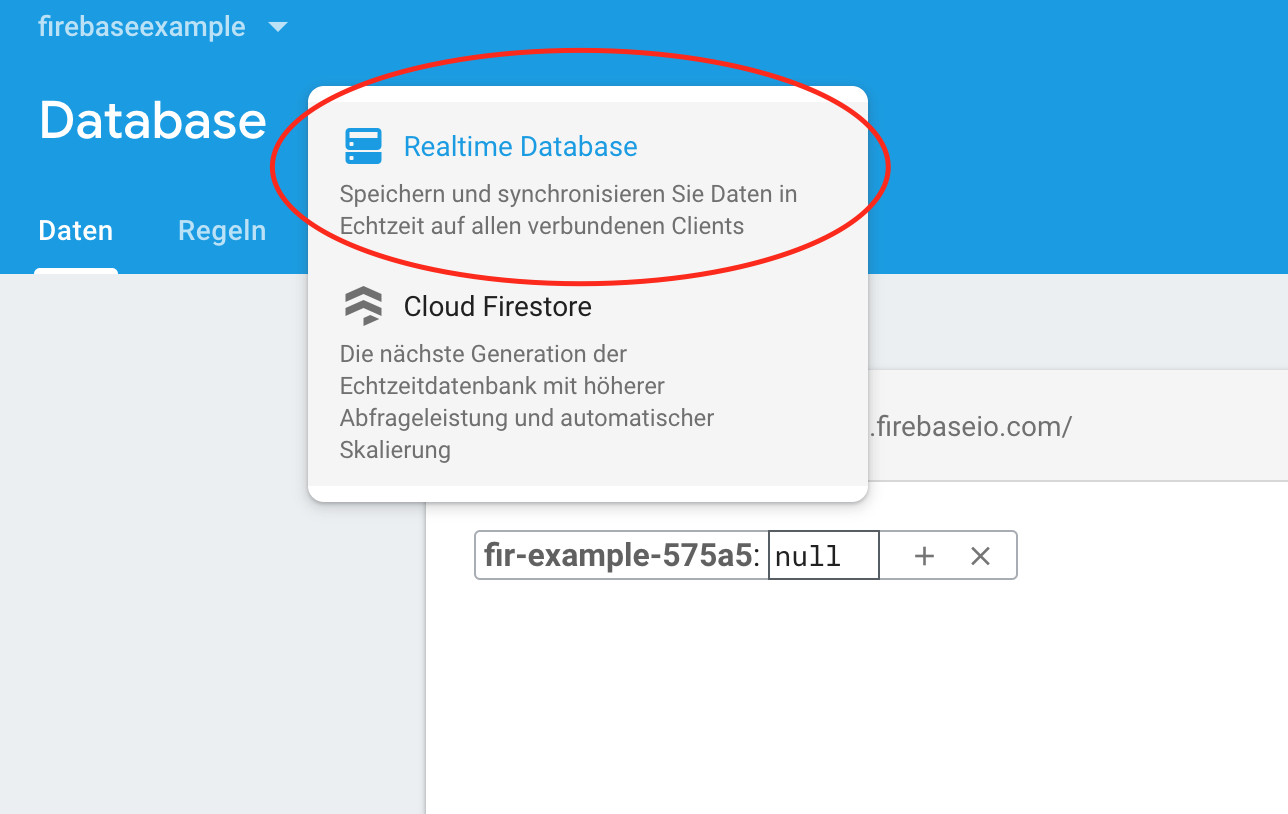 firebaseexample
Database
Daten Regeln
Realtime Database
Speichern und synchronisieren Sie Daten in
Echtzeit auf allen verbundenen Clients
Cloud Firestore
Die nächste Generation der
Echtzeitdatenbank mit höherer
Abfrageleistung und automatischer
Skalierung
.firebaseio.com/
fir-example-575a5: null